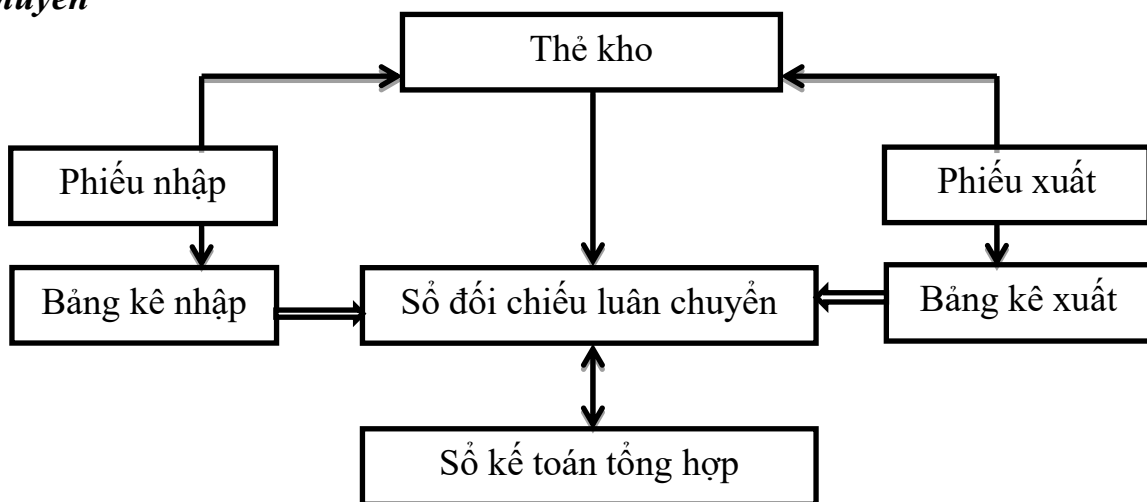 Thẻ kho
Phiếu nhập
Phiếu xuất
Bảng kê nhập
Sổ đối chiếu luân chuyển
Bảng kê xuất
Sổ kế toán tổng hợp